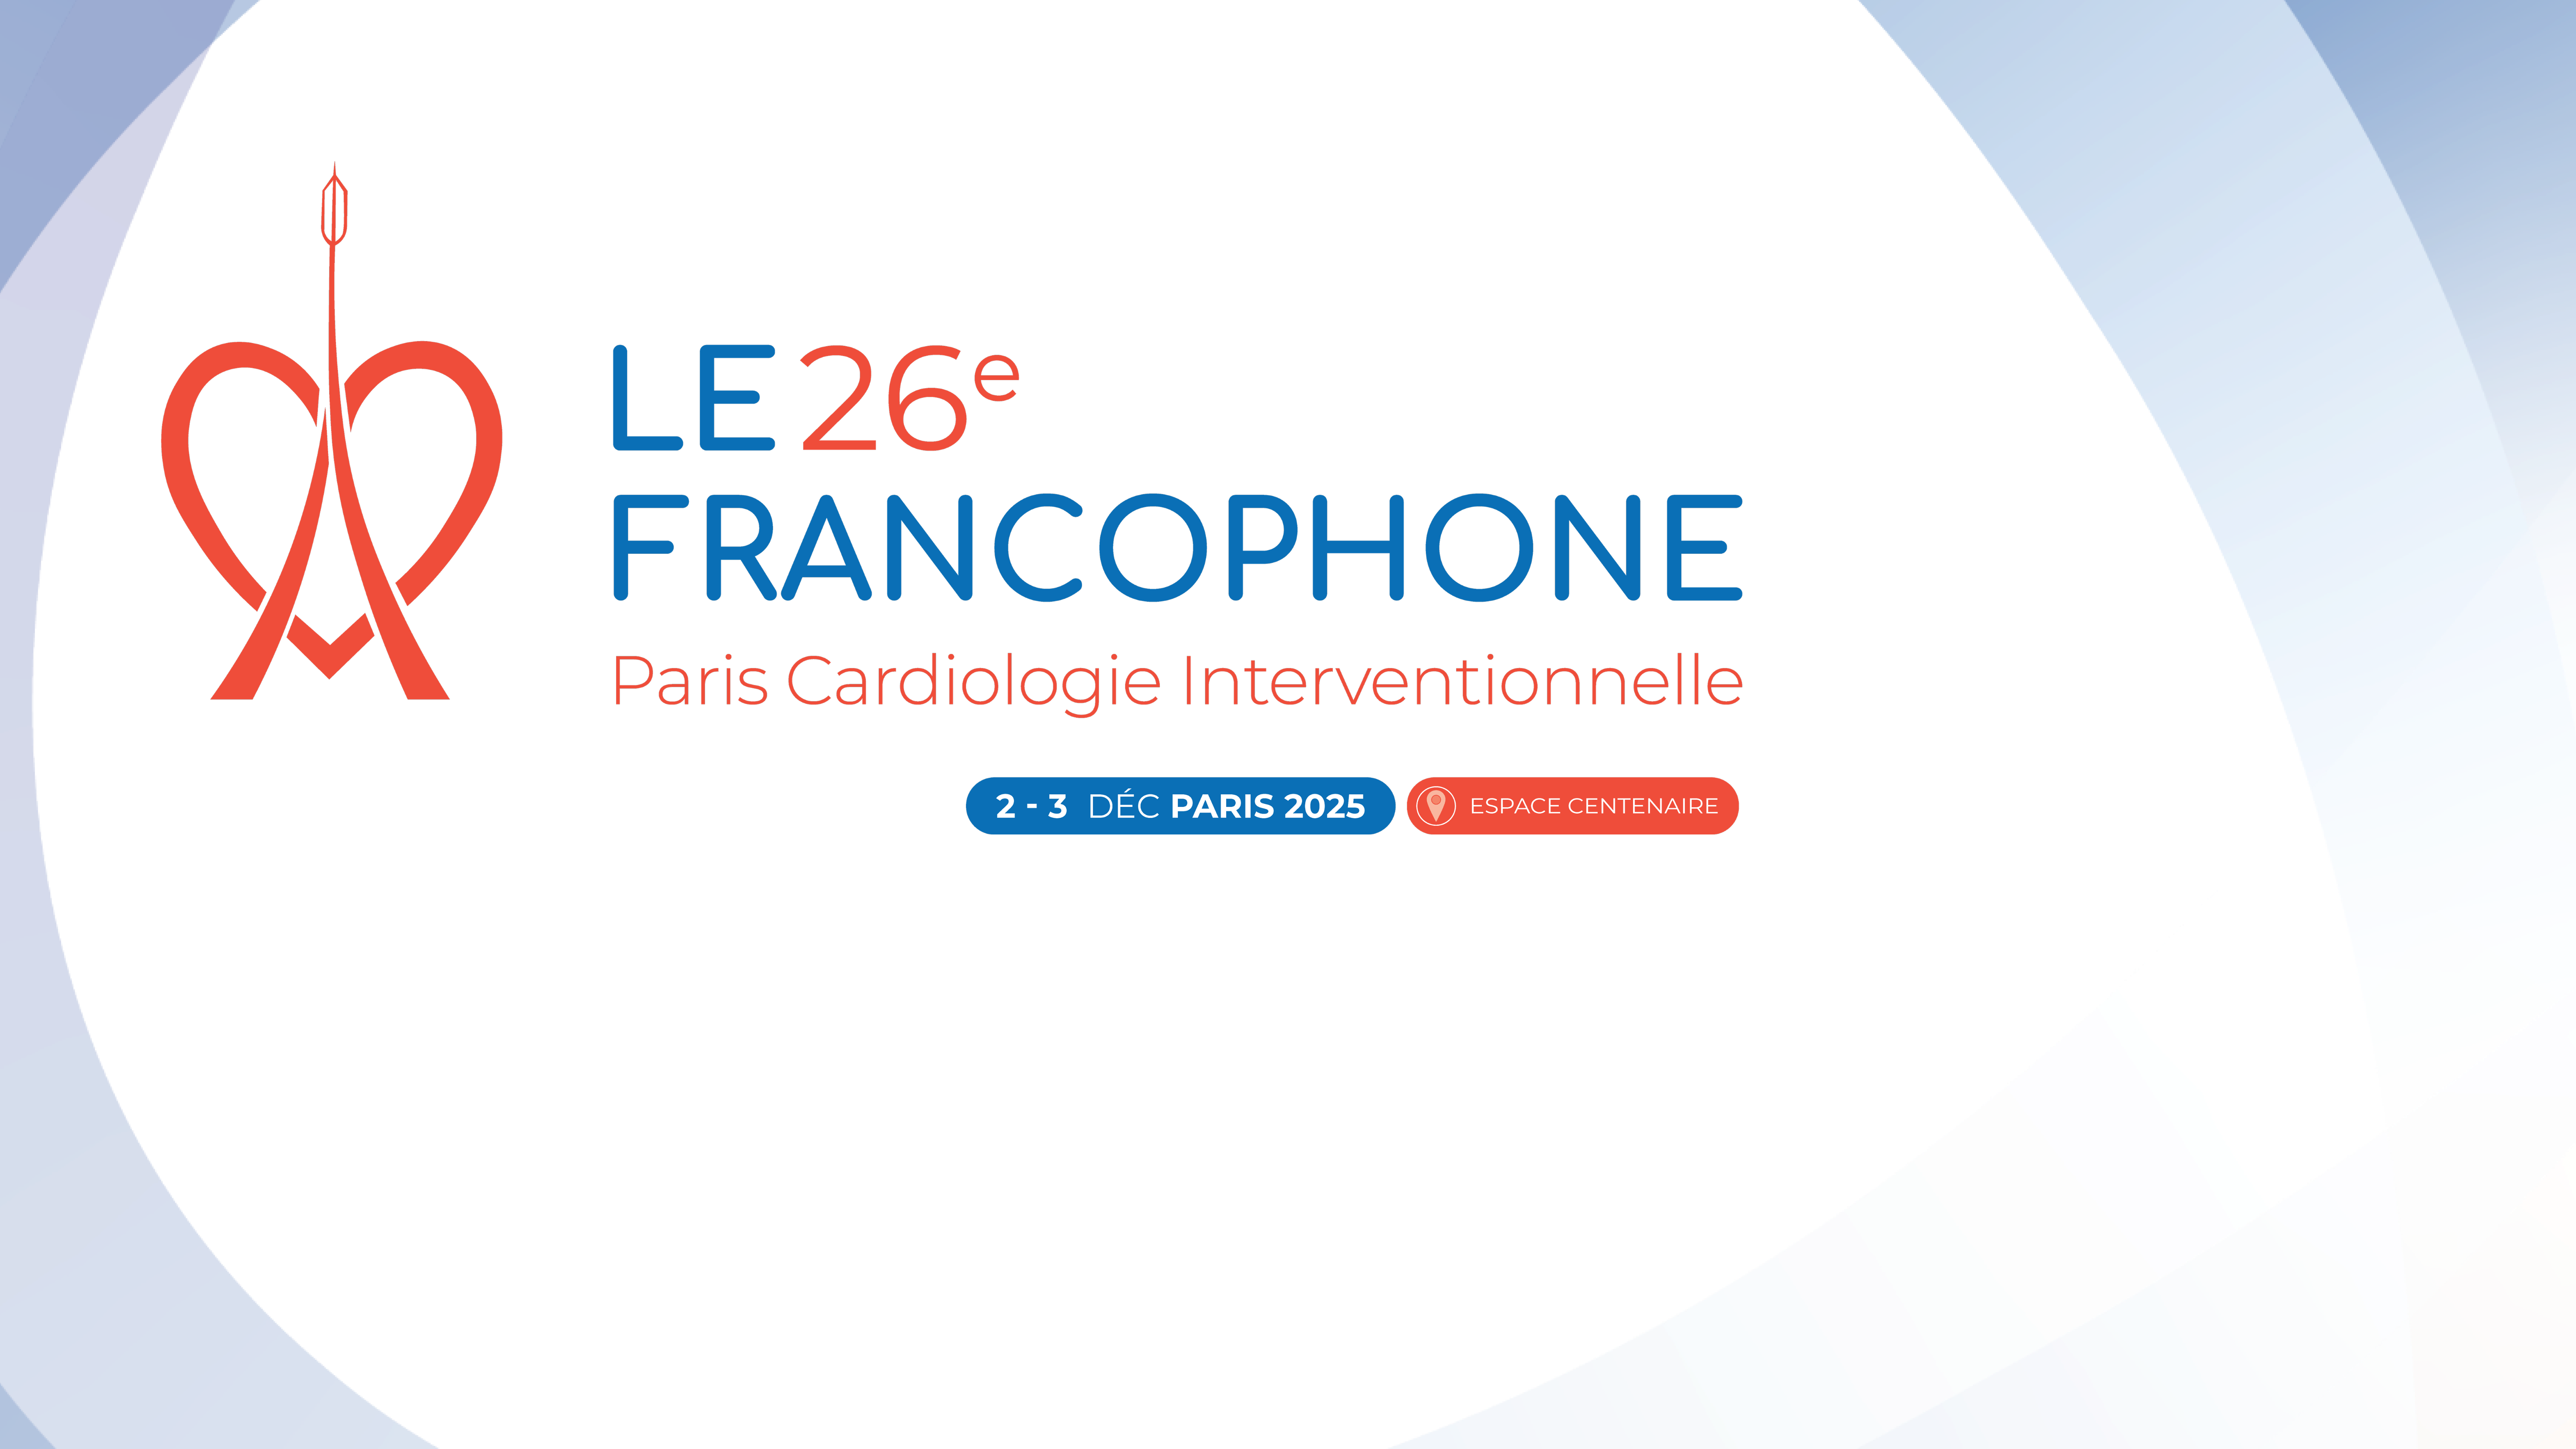 LE 26e
FRANCOPHONE
Paris Cardiologie Interventionnelle
2 - 3 DÉC PARIS 2025
ESPACE CENTENAIRE